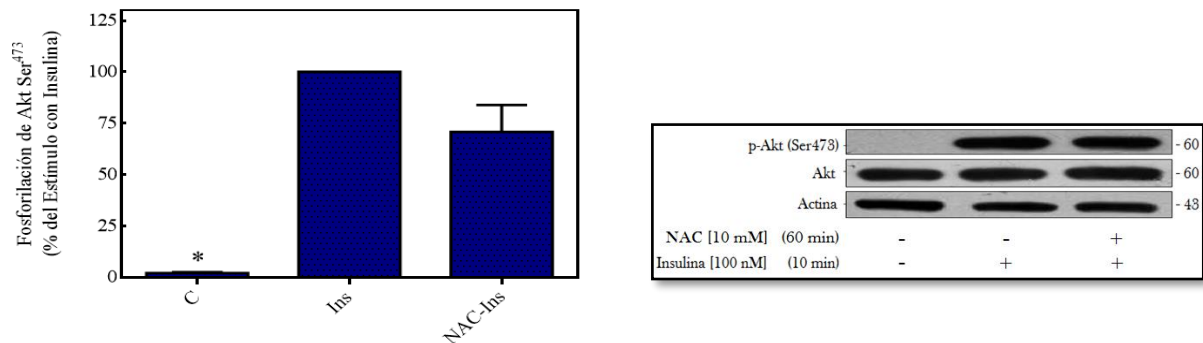 Fosforilación de Akt Ser473
(% del Estímulo con Insulina)
125
100
75
50
25
0
*
C
Ins
NAC-Ins
p-Akt (Ser473) - 60
Akt - 60
Actina - 43
NAC [10 mM] (60 min) - - +
Insulina [100 nM] (10 min) - + +